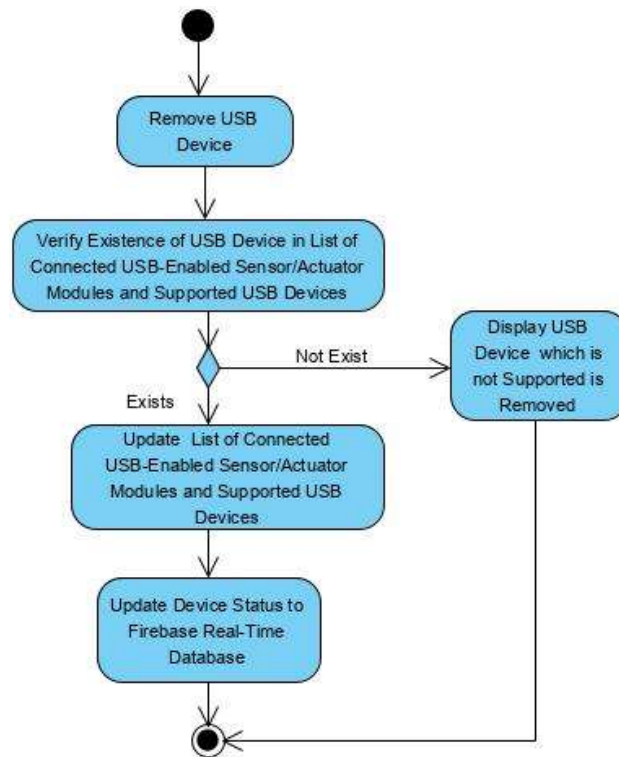 Remove USB
Device
Verify Existence of USB Device in List of
Connected USB-Enabled Sensor/Actuator
Modules and Supported USB Devices
Not Exist
Display USB
Device which is
not Supported is
Removed
Exists
Update List of Connected
USB-Enabled Sensor/Actuator
Modules and Supported USB
Devices
Update Device Status to
Firebase Real-Time
Database